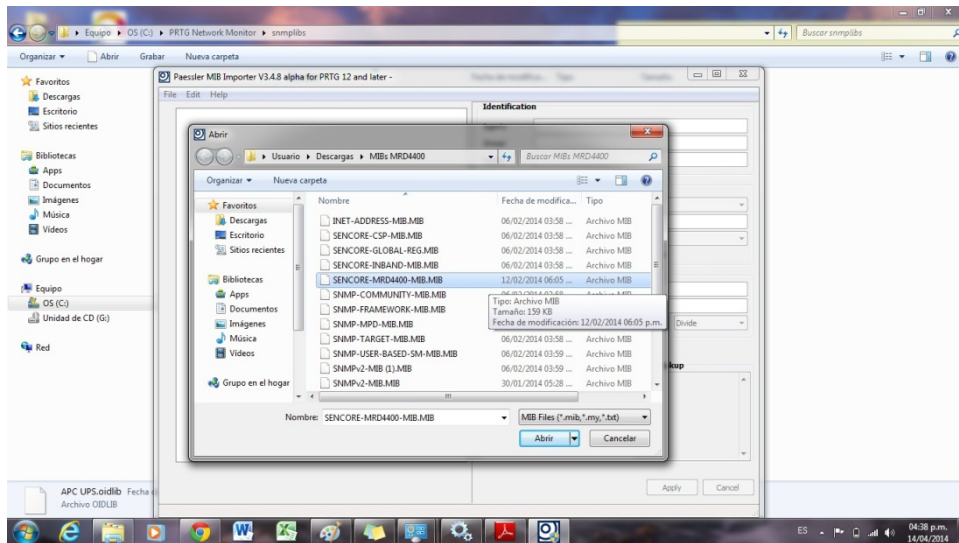 Equipo ▸ OS (C:) ▸ PRTG Network Monitor ▸ snmplibs
Buscar snmplibs
Organizar Abrir Grabar Nueva carpeta
Favoritos
Descargas
Escritorio
Sitios recientes
Bibliotecas
Apps
Documentos
Imágenes
Música
Vídeos
Grupo en el hogar
Equipo
OS (C:)
Unidad de CD (G:)
Red
Paessler MIB Importer V3.4.8 alpha for PRTG 12 and later -
File Edit Help
Identification
Abrir
Usuario ▸ Descargas ▸ MIBs MRD4400
Buscar MIBs MRD4400
Organizar Nueva carpeta
Favoritos
Descargas
Escritorio
Sitios recientes
Bibliotecas
Apps
Documentos
Imágenes
Música
Vídeos
Grupo en el hogar
Nombre Fecha de modifica... Tipo
INET-ADDRESS-MIB.MIB 06/02/2014 03:58 ... Archivo MIB
SENCORE-CSP-MIB.MIB 06/02/2014 03:58 ... Archivo MIB
SENCORE-GLOBAL-REG.MIB 06/02/2014 03:58 ... Archivo MIB
SENCORE-INBAND-MIB.MIB 06/02/2014 03:58 ... Archivo MIB
SENCORE-MRD4400-MIB.MIB 12/02/2014 06:05 ... Archivo MIB
SNMP-COMMUNITY-MIB.MIB
SNMP-FRAMEWORK-MIB.MIB
SNMP-MPD-MIB.MIB
SNMP-TARGET-MIB.MIB 06/02/2014 03:58 ... Archivo MIB
SNMP-USER-BASED-SM-MIB.MIB 06/02/2014 03:59 ... Archivo MIB
SNMPv2-MIB (1).MIB 06/02/2014 03:59 ... Archivo MIB
SNMPv2-MIB.MIB 30/01/2014 05:28 ... Archivo MIB
Tipo: Archivo MIB
Tamaño: 159 KB
Fecha de modificación: 12/02/2014 06:05 p.m.
Divide
kup
Nombre: SENCORE-MRD4400-MIB.MIB
MIB Files (*.mib,*.my,*.txt)
Abrir Cancelar
Apply Cancel
APC UPS.oidlib Fecha
Archivo OIDLIB
ES
04:38 p.m.
14/04/2014